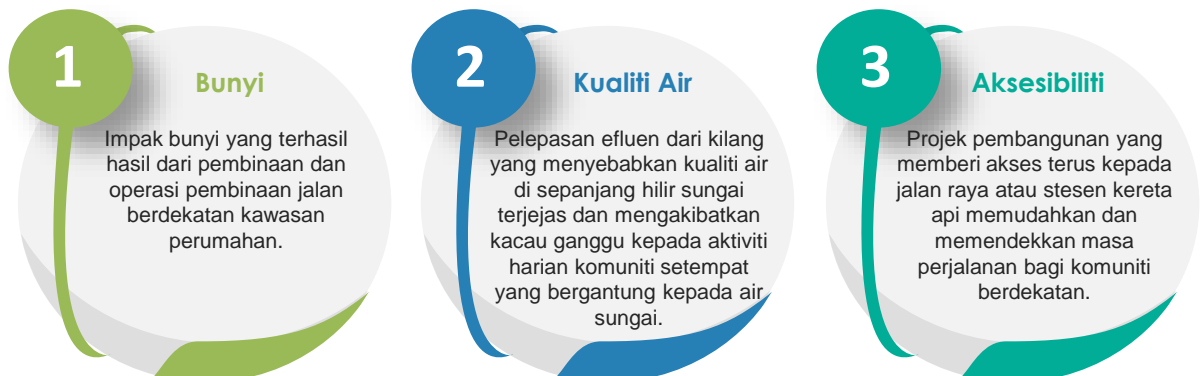 1
Bunyi
Impak bunyi yang terhasil
hasil dari pembinaan dan
operasi pembinaan jalan
berdekatan kawasan
perumahan.
2
Kualiti Air
Pelepasan efluen dari kilang
yang menyebabkan kualiti air
di sepanjang hilir sungai
terjejas dan mengakibatkan
kacau ganggu kepada aktiviti
harian komuniti setempat
yang bergantung kepada air
sungai.
3
Aksesibiliti
Projek pembangunan yang
memberi akses terus kepada
jalan raya atau stesen kereta
api memudahkan dan
memendekkan masa
perjalanan bagi komuniti
berdekatan.